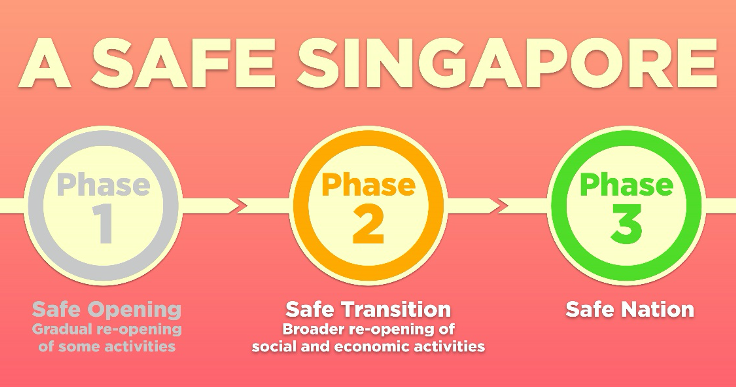 A SAFE SINGAPORE
Phase
1
Phase
2
Phase
3
Safe Opening
Gradual re-opening
of some activities
Safe Transition
Broader re-opening of
social and economic activities
Safe Nation